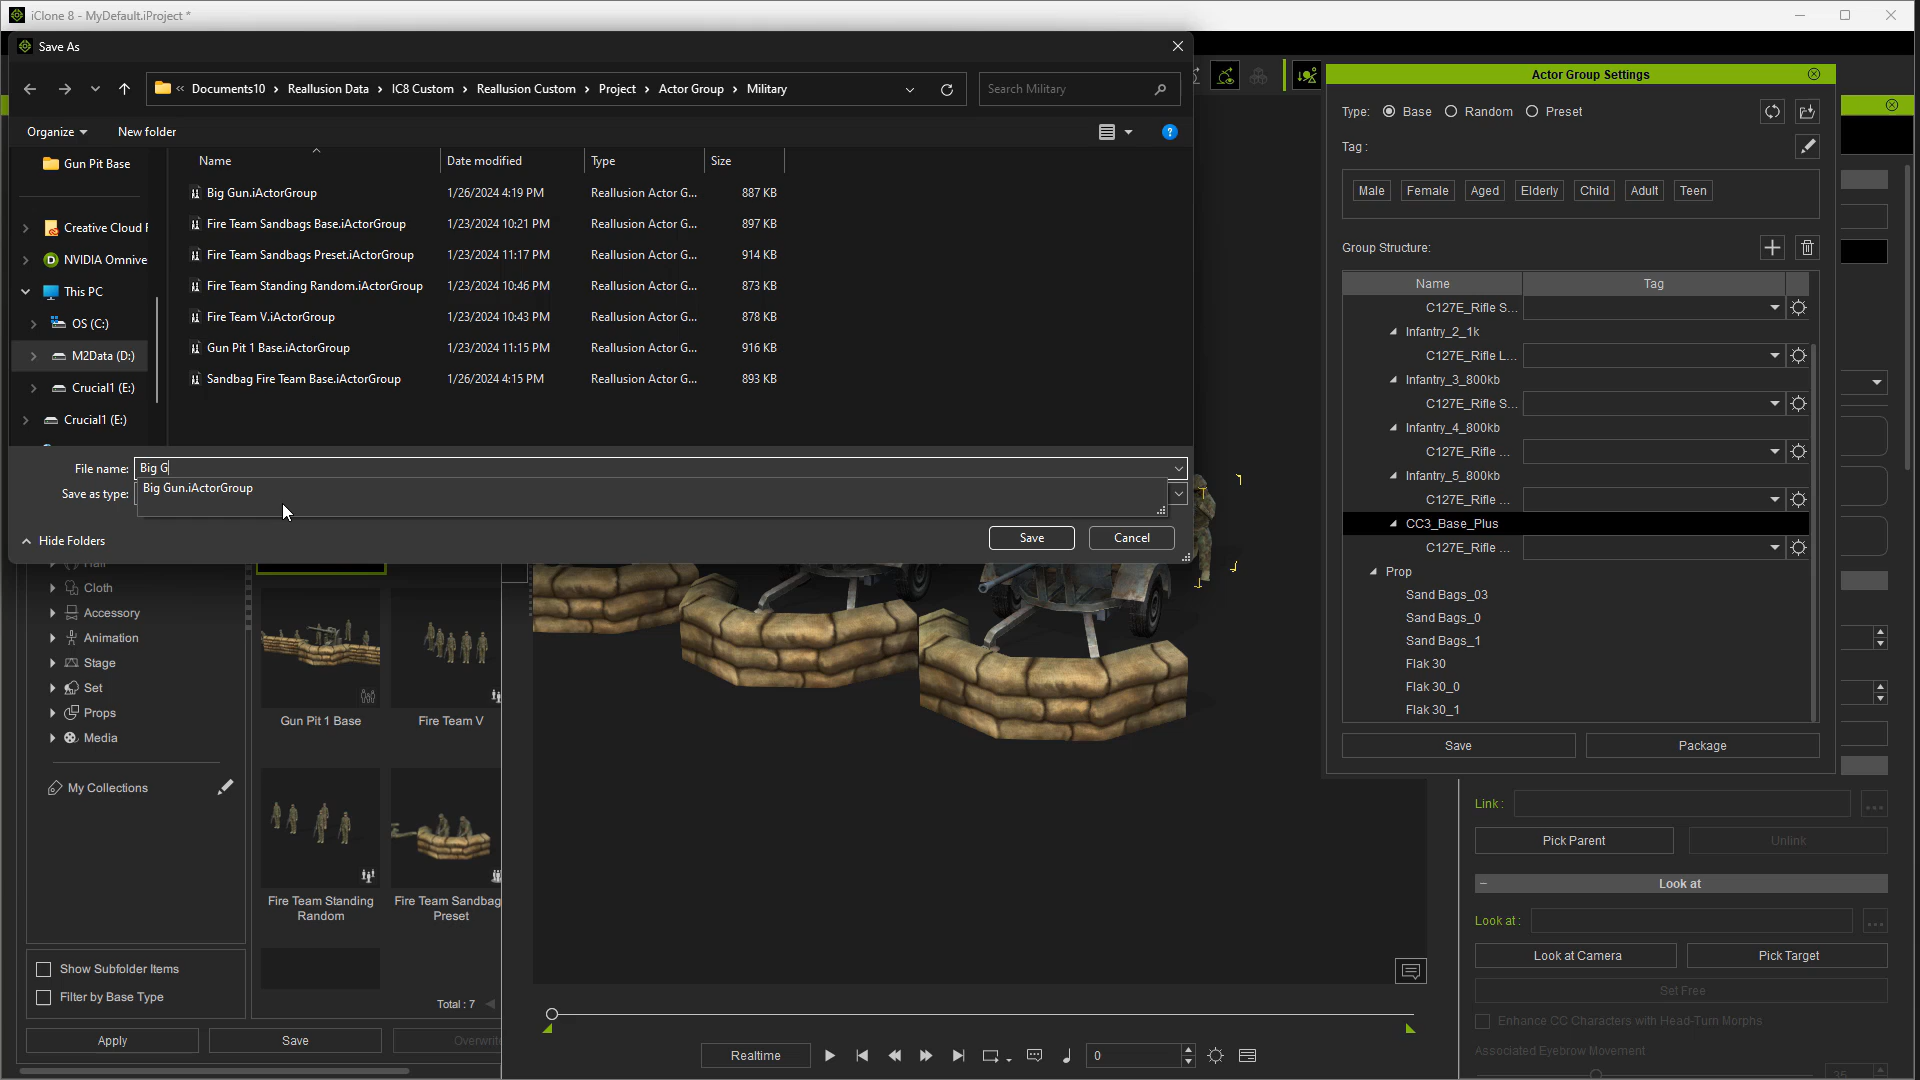 iClone 8 - MyDefault.iProject *
Save As
« Documents10 › Reallusion Data › IC8 Custom › Reallusion Custom › Project › Actor Group › Military
Search Military
Organize
New folder
Gun Pit Base
Creative Cloud F
NVIDIA Omnive
This PC
OS (C:)
M2Data (D:)
Crucial1 (E:)
Crucial1 (E:)
Name Date modified Type Size
Big Gun.iActorGroup 1/26/2024 4:19 PM Reallusion Actor G... 887 KB
Fire Team Sandbags Base.iActorGroup 1/23/2024 10:21 PM Reallusion Actor G... 897 KB
Fire Team Sandbags Preset.iActorGroup 1/23/2024 11:17 PM Reallusion Actor G... 914 KB
Fire Team Standing Random.iActorGroup 1/23/2024 10:46 PM Reallusion Actor G... 873 KB
Fire Team V.iActorGroup 1/23/2024 10:43 PM Reallusion Actor G... 878 KB
Gun Pit 1 Base.iActorGroup 1/23/2024 11:15 PM Reallusion Actor G... 916 KB
Sandbag Fire Team Base.iActorGroup 1/26/2024 4:15 PM Reallusion Actor G... 893 KB
File name: Big G
Big Gun.iActorGroup
Save as type:
Hide Folders
Save
Cancel
Hair
Cloth
Accessory
Animation
Stage
Set
Props
Media
My Collections
Show Subfolder Items
Filter by Base Type
Apply
Save
Overwrite
Gun Pit 1 Base
Fire Team V
Fire Team Standing
Random
Fire Team Sandbag
Preset
Total : 7
Realtime
0
Actor Group Settings
Type: Base Random Preset
Tag :
Male Female Aged Elderly Child Adult Teen
Group Structure:
Name Tag
C127E_Rifle S...
Infantry_2_1k
C127E_Rifle L...
Infantry_3_800kb
C127E_Rifle S...
Infantry_4_800kb
C127E_Rifle ...
Infantry_5_800kb
C127E_Rifle ...
CC3_Base_Plus
C127E_Rifle ...
Prop
Sand Bags_03
Sand Bags_0
Sand Bags_1
Flak 30
Flak 30_0
Flak 30_1
Save
Package
Link :
Pick Parent
Unlink
Look at
Look at :
Look at Camera
Pick Target
Set Free
Enhance CC Characters with Head-Turn Morphs
Associated Eyebrow Movement
35